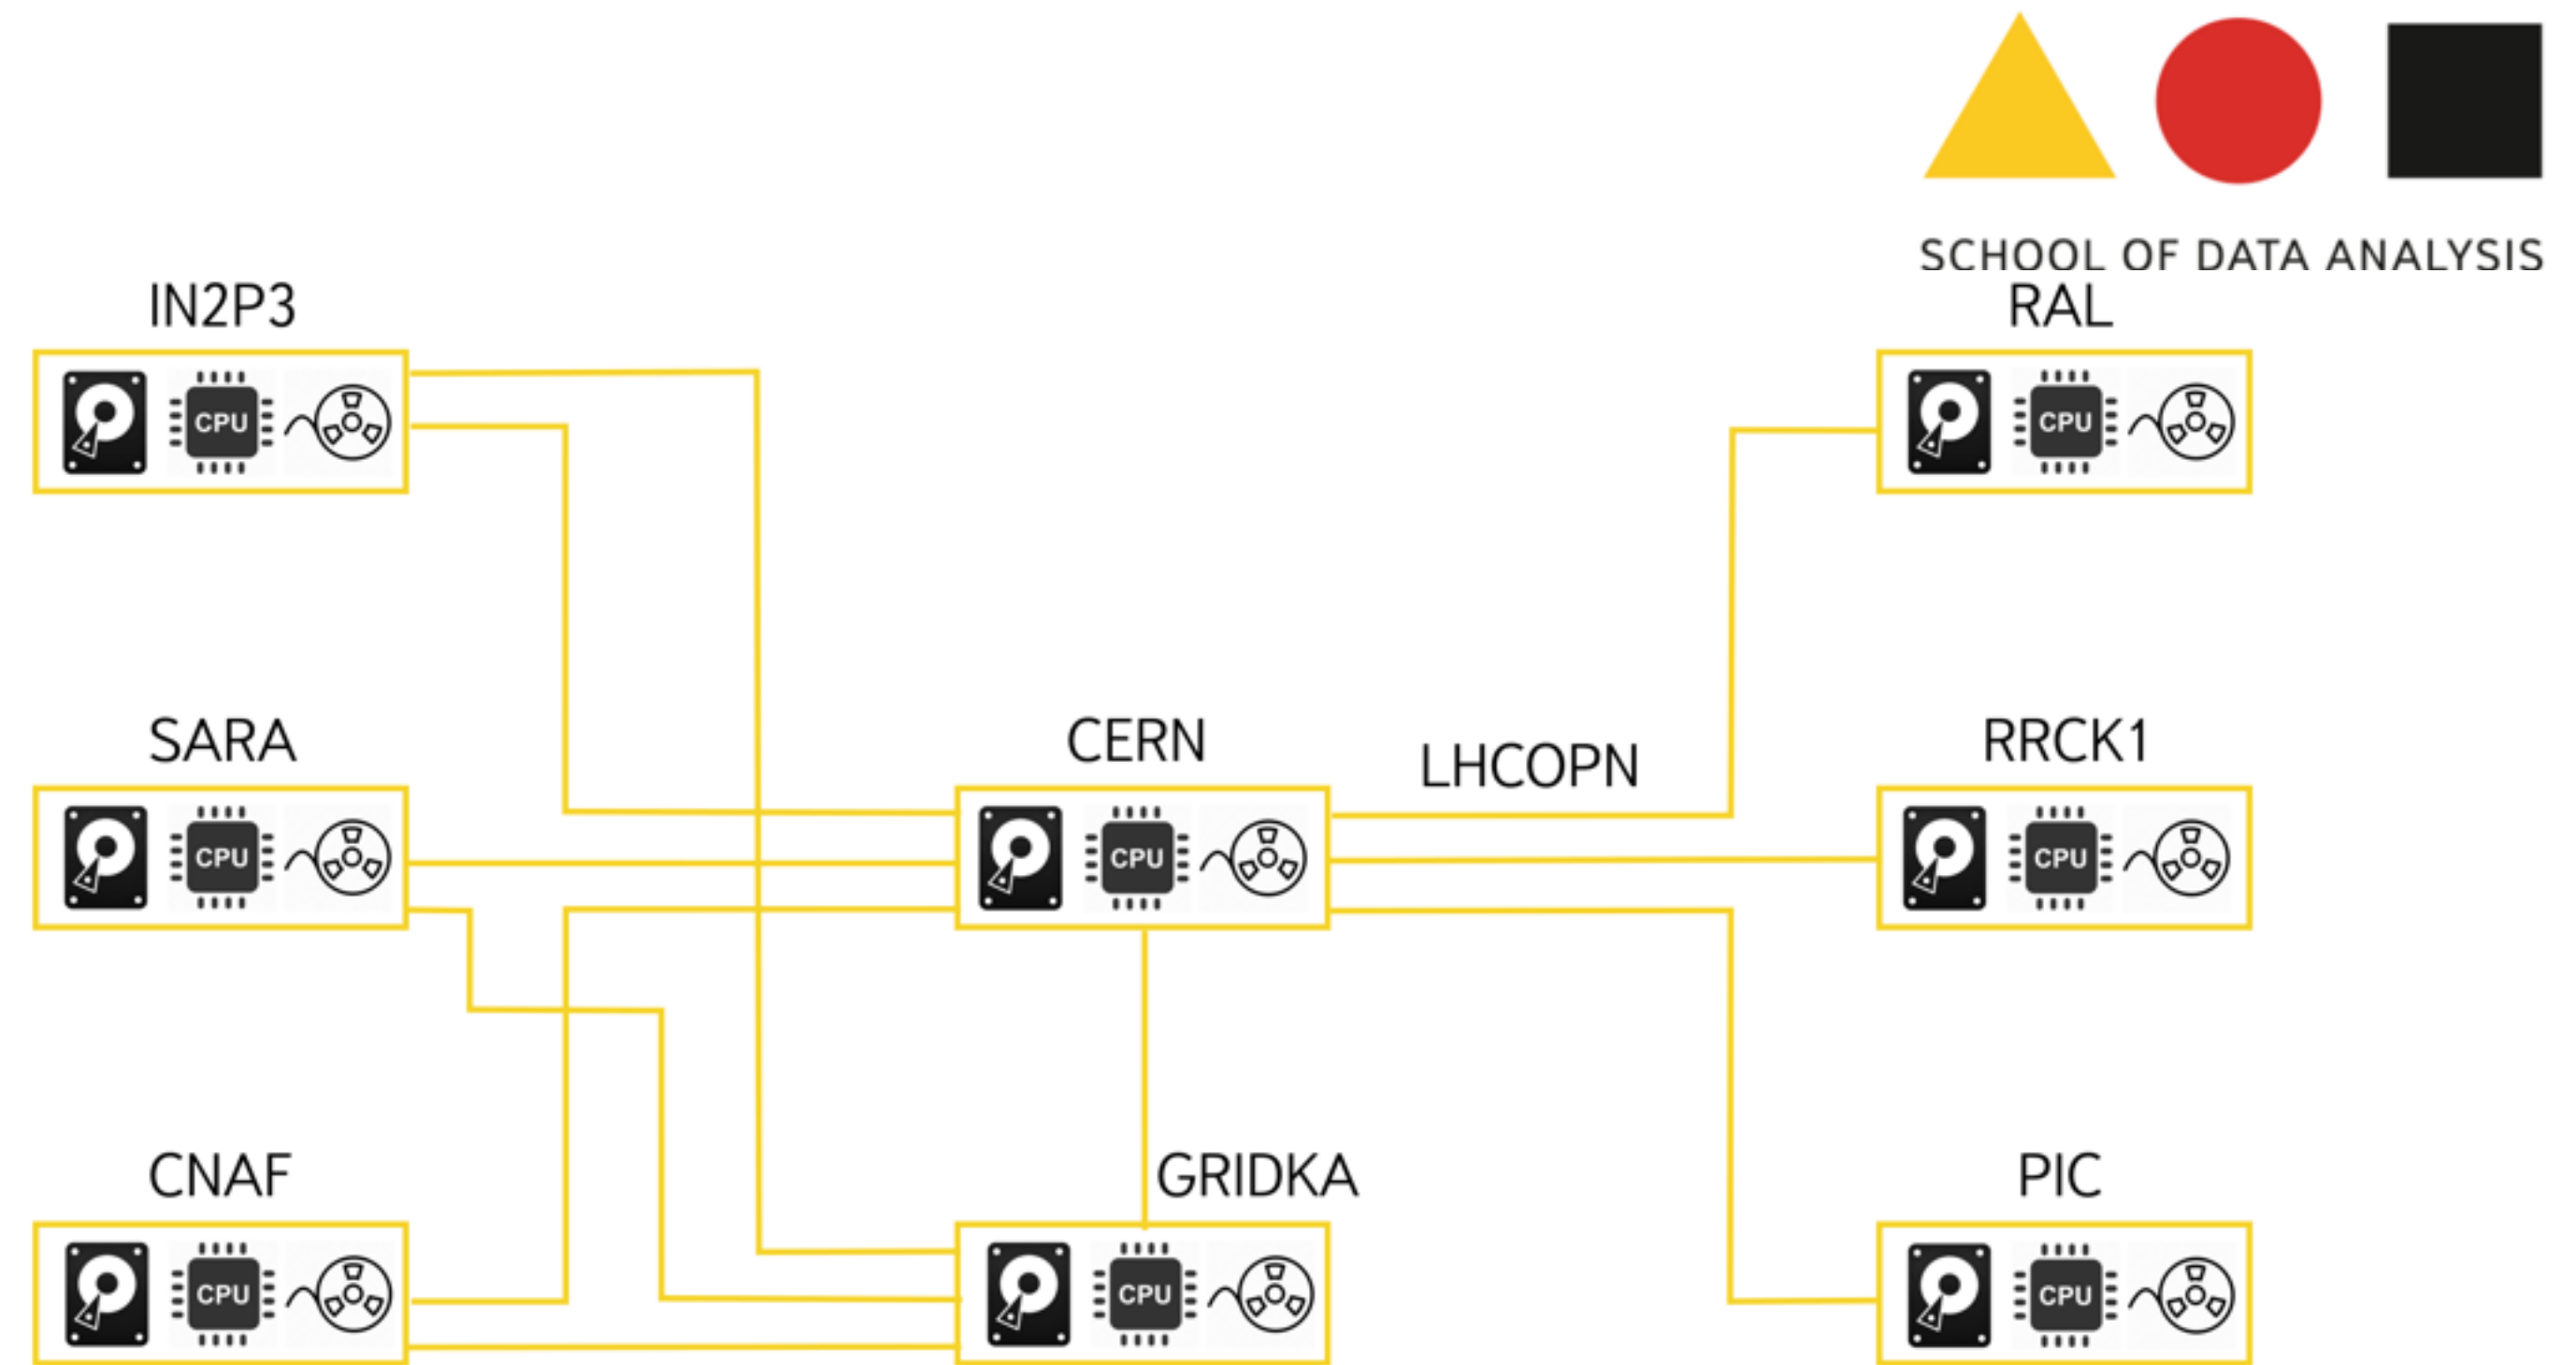 SCHOOL OF DATA ANALYSIS
IN2P3
RAL
CPU
CPU
SARA
CERN
LHCOPN
RRCK1
CPU
CPU
CPU
CNAF
GRIDKA
PIC
CPU
CPU
CPU